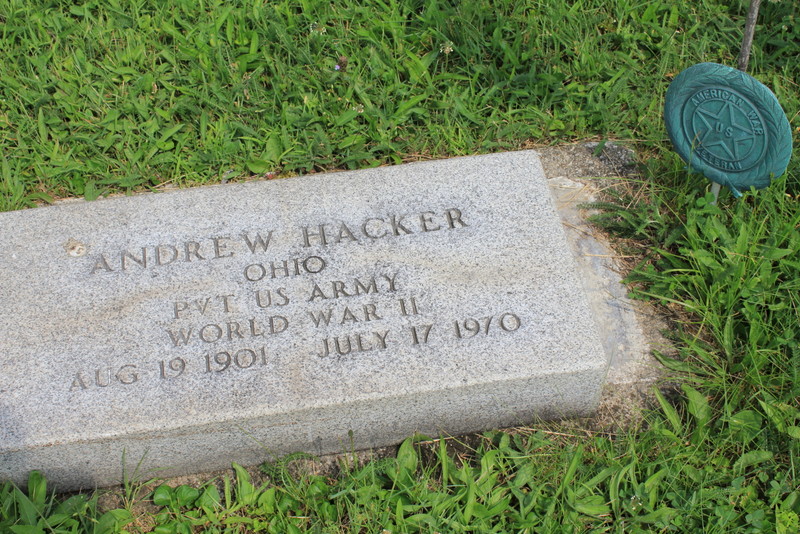 ANDREW HACKER
OHIO
PVT US ARMY
WORLD WAR II
AUG 19 1901 JULY 17 1970
AMERICAN WAR
US
VETERAN